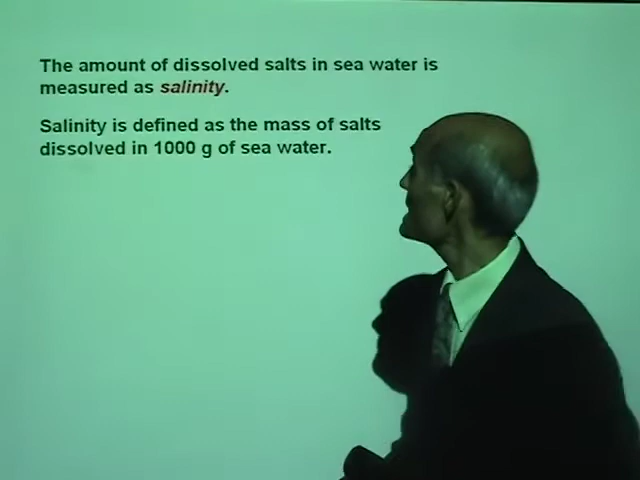 The amount of dissolved salts in sea water is
measured as salinity.
Salinity is defined as the mass of salts
dissolved in 1000 g of sea water.